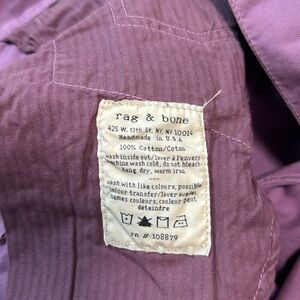 rag & bone
425 W. 13th St, NY, NY 10014
Handmade in U.S.A
100% Cotton/Coton
wash inside out/laver à l'envers
machine wash cold, do not bleach
hang dry, warm iron
---
wash with like colours, possible
colour transfer/laver avec
memes couleurs, couleur peut
deteindre
rn # 108879